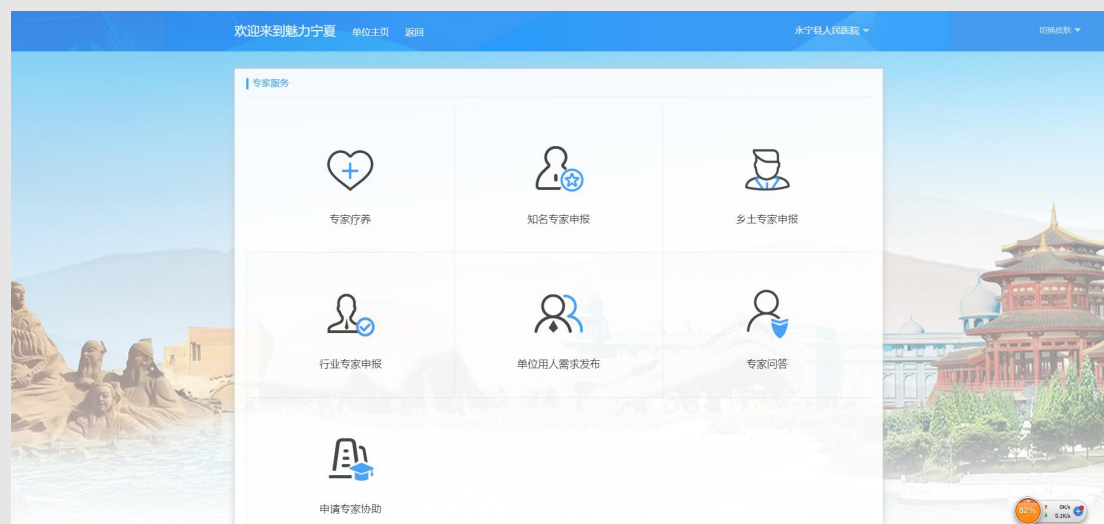 欢迎来到魅力宁夏 单位主页 返回 永宁县人民医院 切换皮肤
专家服务
专家疗养 知名专家申报 乡土专家申报
行业专家申报 单位用人需求发布 专家问答
申请专家协助
82% 0K/s
0.1K/s